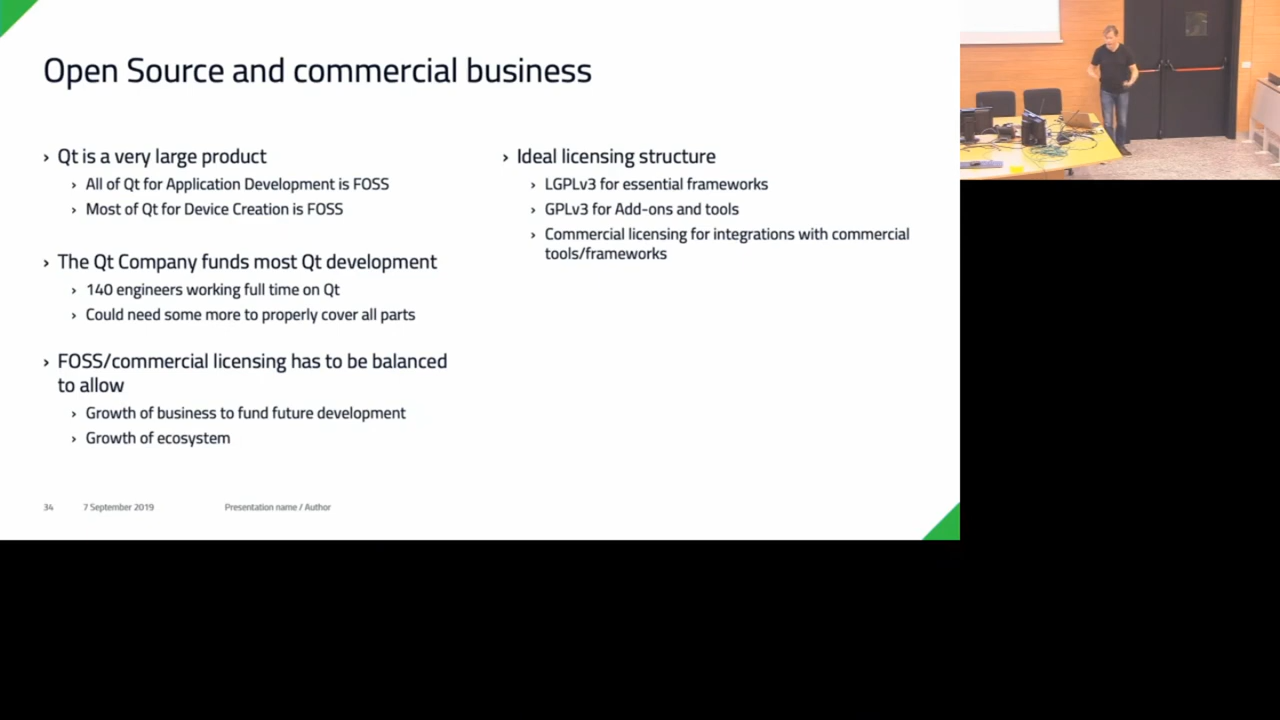 Open Source and commercial business
› Qt is a very large product
› All of Qt for Application Development is FOSS
› Most of Qt for Device Creation is FOSS
› The Qt Company funds most Qt development
› 140 engineers working full time on Qt
› Could need some more to properly cover all parts
› FOSS/commercial licensing has to be balanced
to allow
› Growth of business to fund future development
› Growth of ecosystem
› Ideal licensing structure
› LGPLv3 for essential frameworks
› GPLv3 for Add-ons and tools
› Commercial licensing for integrations with commercial
tools/frameworks
34 7 September 2019 Presentation name / Author